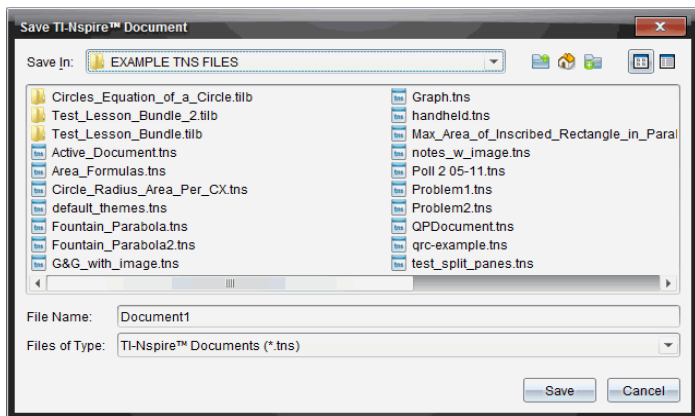 Save TI-Nspire™ Document
Save In: EXAMPLE TNS FILES
Circles_Equation_of_a_Circle.tilb
Test_Lesson_Bundle_2.tilb
Test_Lesson_Bundle.tilb
Active_Document.tns
Area_Formulas.tns
Circle_Radius_Area_Per_CX.tns
default_themes.tns
Fountain_Parabola.tns
Fountain_Parabola2.tns
G&G_with_image.tns
Graph.tns
handheld.tns
Max_Area_of_Inscribed_Rectangle_in_Paral
notes_w_image.tns
Poll 2 05-11.tns
Problem1.tns
Problem2.tns
QPDocument.tns
qrc-example.tns
test_split_panes.tns
File Name: Document1
Files of Type: TI-Nspire™ Documents (*.tns)
Save Cancel